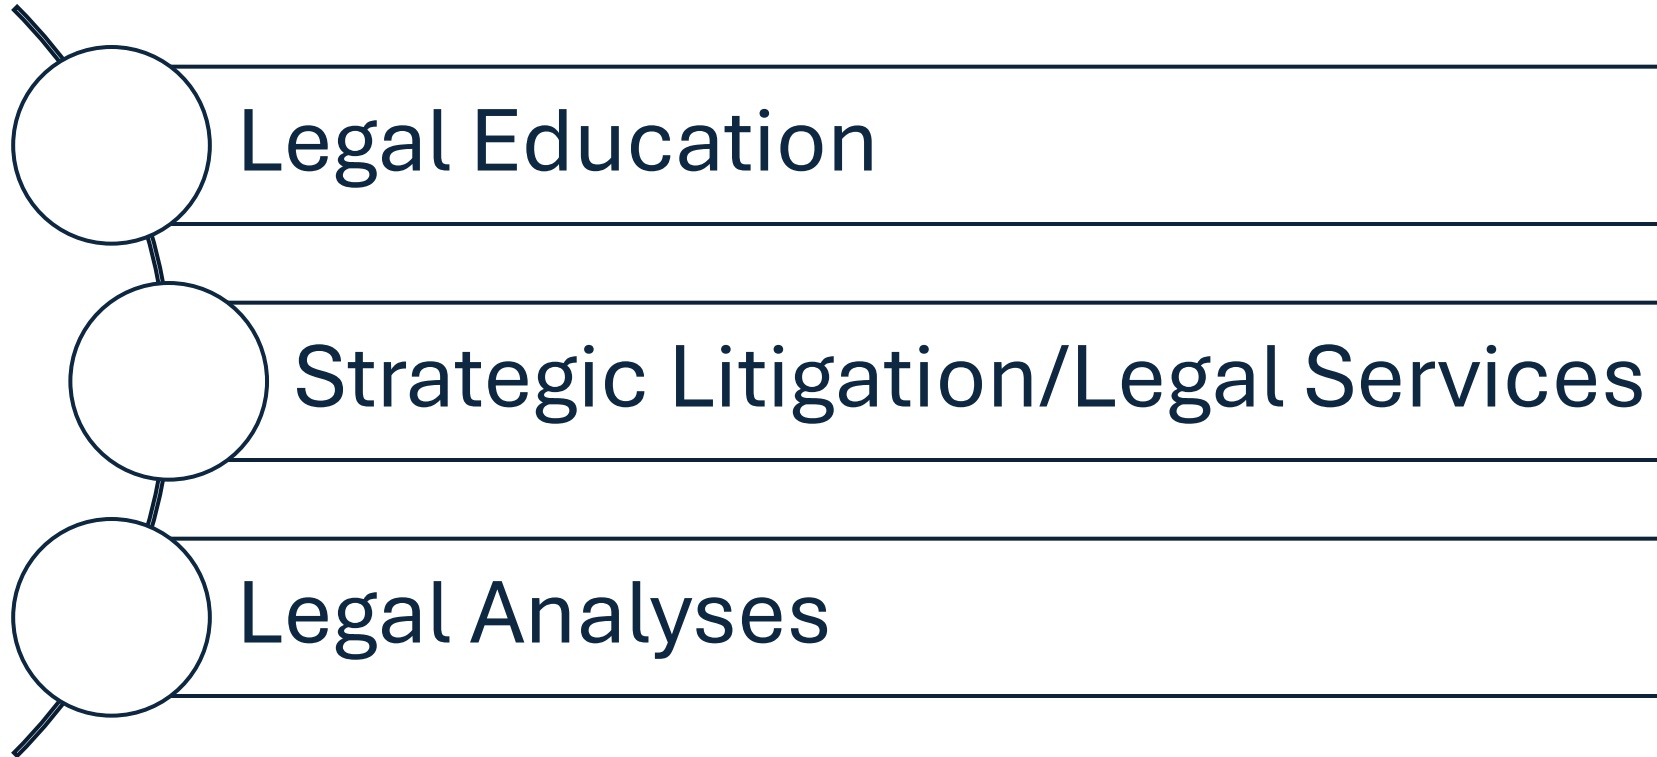 Legal Education
Strategic Litigation/Legal Services
Legal Analyses